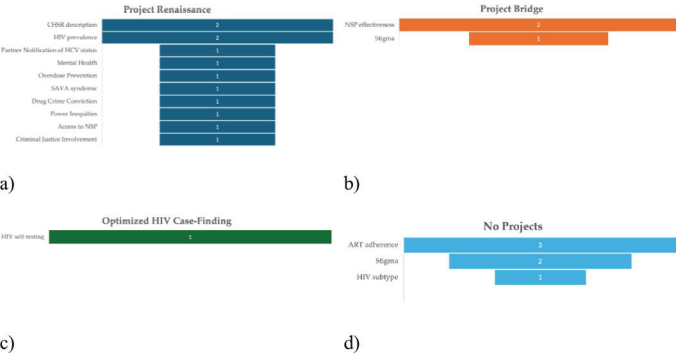 Project Renaissance
CHSR description 2
HIV prevalence 2
Partner Notification of HCV status 1
Mental Health 1
Overdose Prevention 1
SAVA syndemic 1
Drug Crime Conviction 1
Power Inequities 1
Access to NSP 1
Criminal Justice Involvement 1
a)
Project Bridge
NSP effectiveness 2
Stigma 1
b)
Optimized HIV Case-Finding
HIV self-testing 1
c)
No Projects
ART adherence 3
Stigma 2
HIV subtype 1
d)